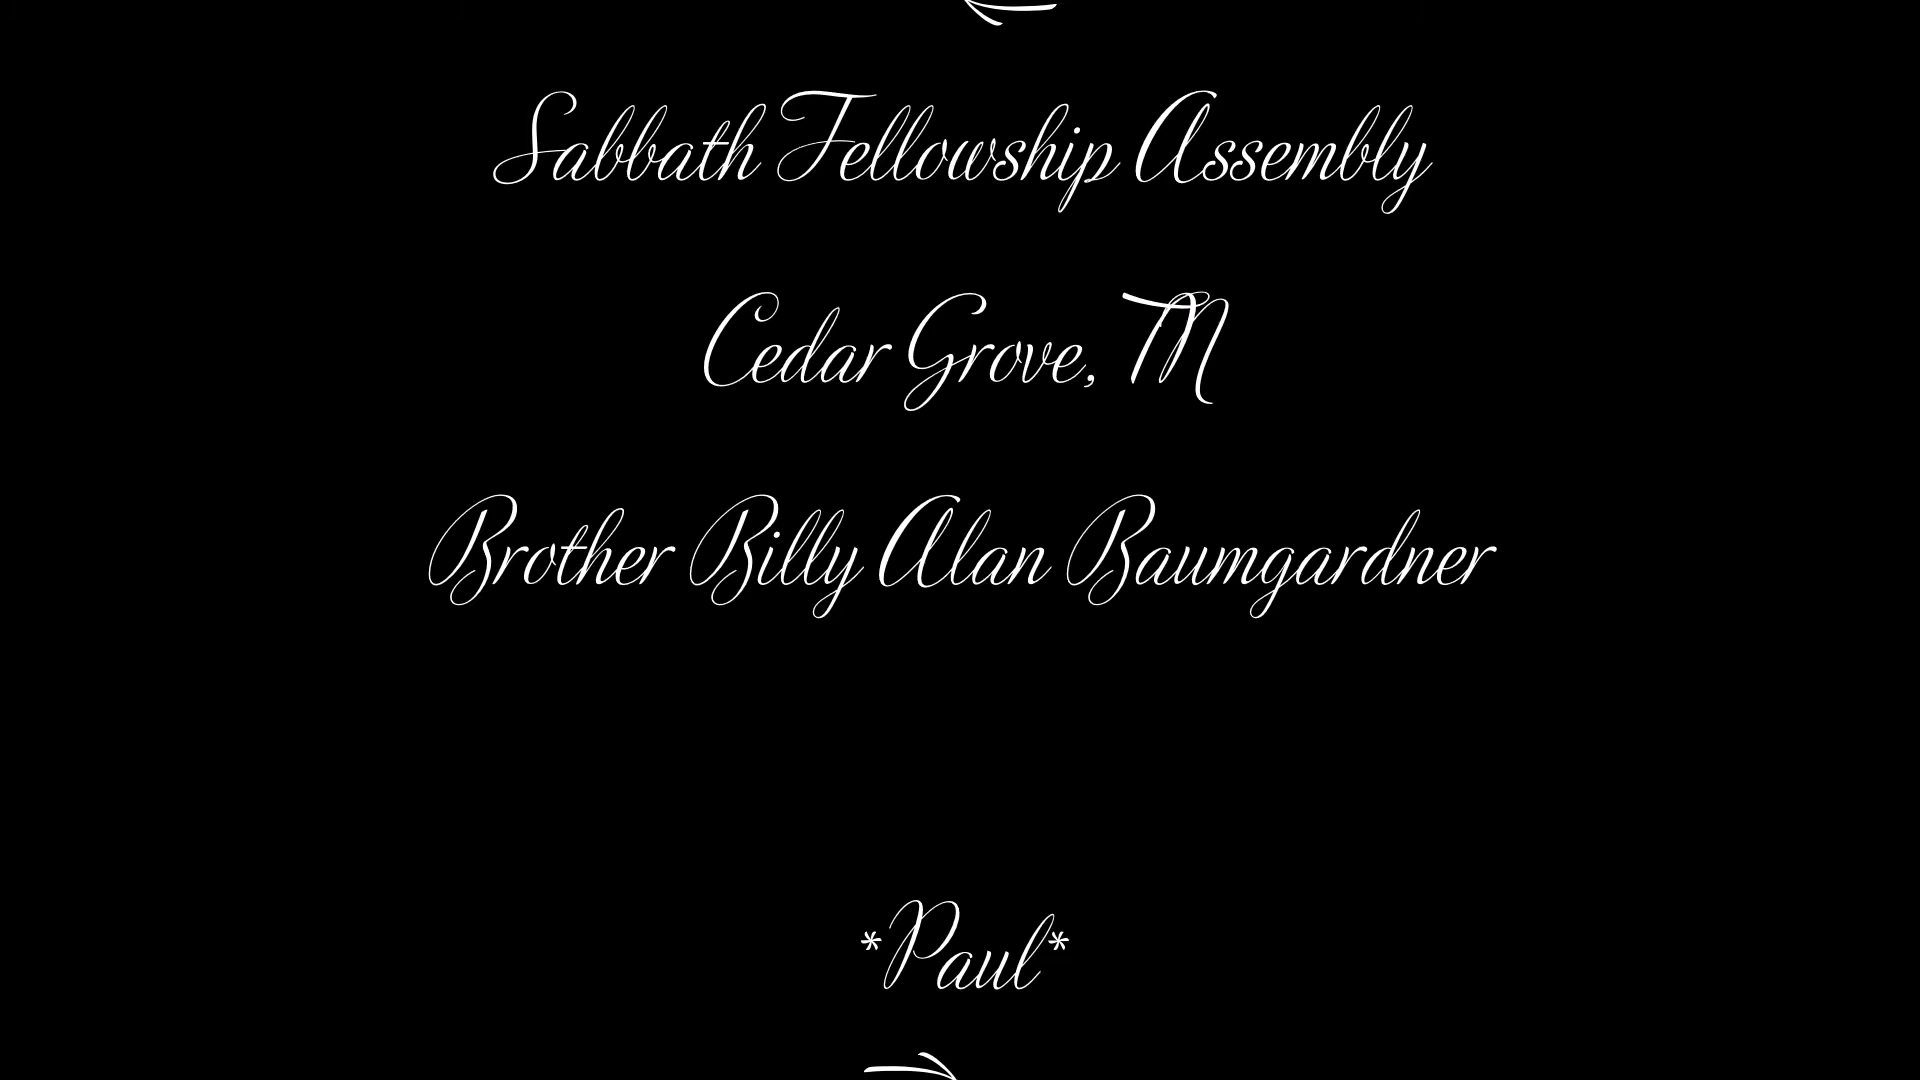 Sabbath Fellowship Assembly
Cedar Grove, TN
Brother Billy Alan Baumgardner
*Paul*